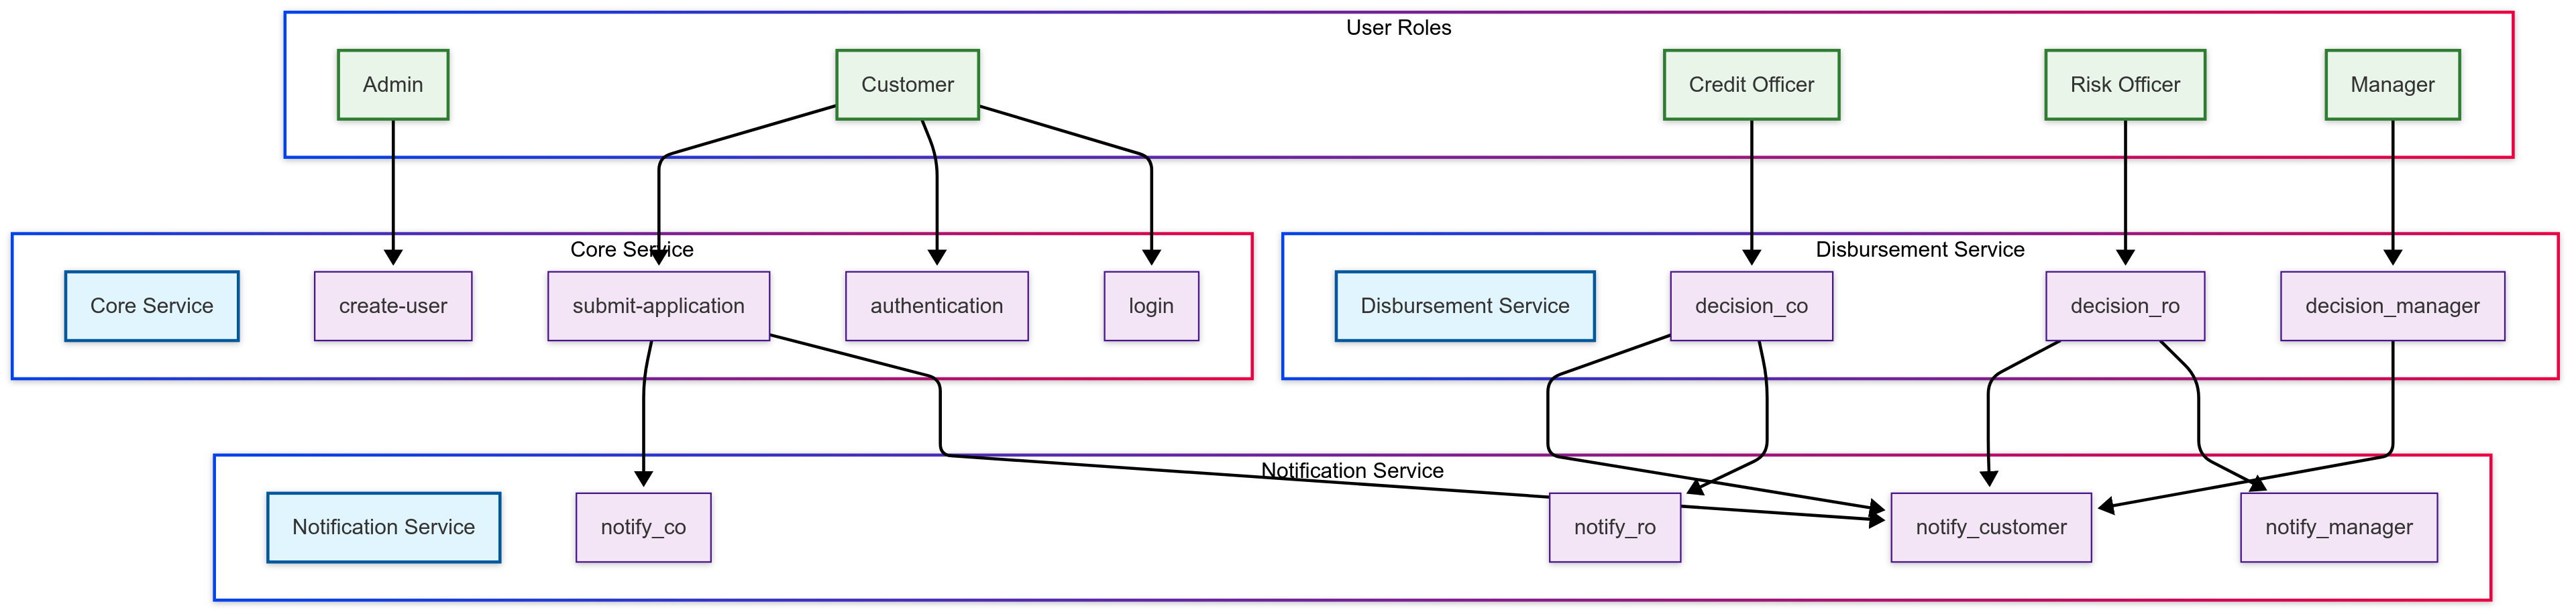 User Roles
Admin
Customer
Credit Officer
Risk Officer
Manager
Core Service
Disbursement Service
Core Service
create-user
submit-application
authentication
login
Disbursement Service
decision_co
decision_ro
decision_manager
Notification Service
Notification Service
notify_co
notify_ro
notify_customer
notify_manager